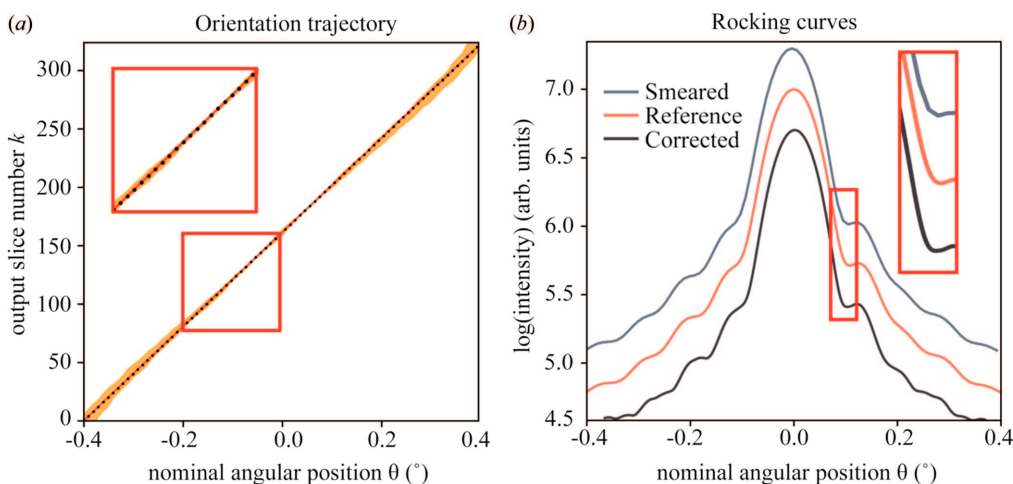 (a) Orientation trajectory
300
250
200
150
100
50
0
output slice number k
-0.4 -0.2 0.0 0.2 0.4
nominal angular position θ (°)
(b) Rocking curves
7.0
6.5
6.0
5.5
5.0
4.5
log(intensity) (arb. units)
Smeared
Reference
Corrected
-0.4 -0.2 0.0 0.2 0.4
nominal angular position θ (°)